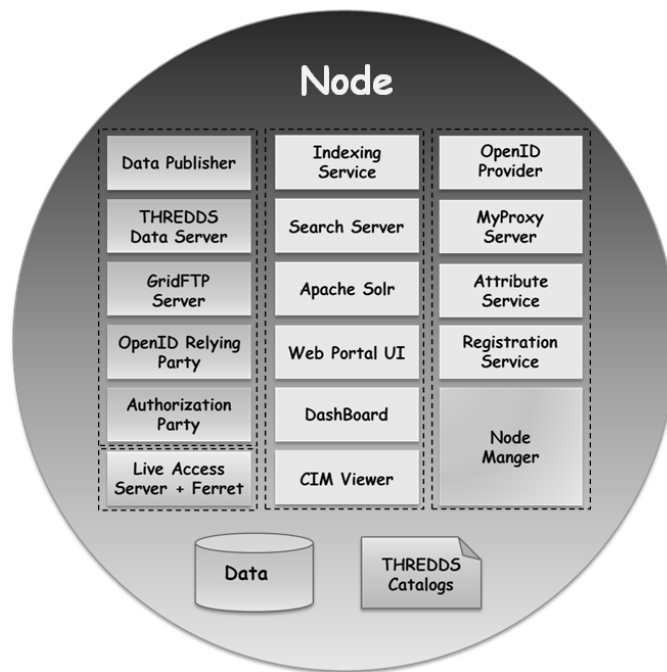 Node
Data Publisher
THREDDS
Data Server
GridFTP
Server
OpenID Relying
Party
Authorization
Party
Live Access
Server + Ferret
Indexing
Service
Search Server
Apache Solr
Web Portal UI
DashBoard
CIM Viewer
OpenID
Provider
MyProxy
Server
Attribute
Service
Registration
Service
Node
Manger
Data
THREDDS
Catalogs